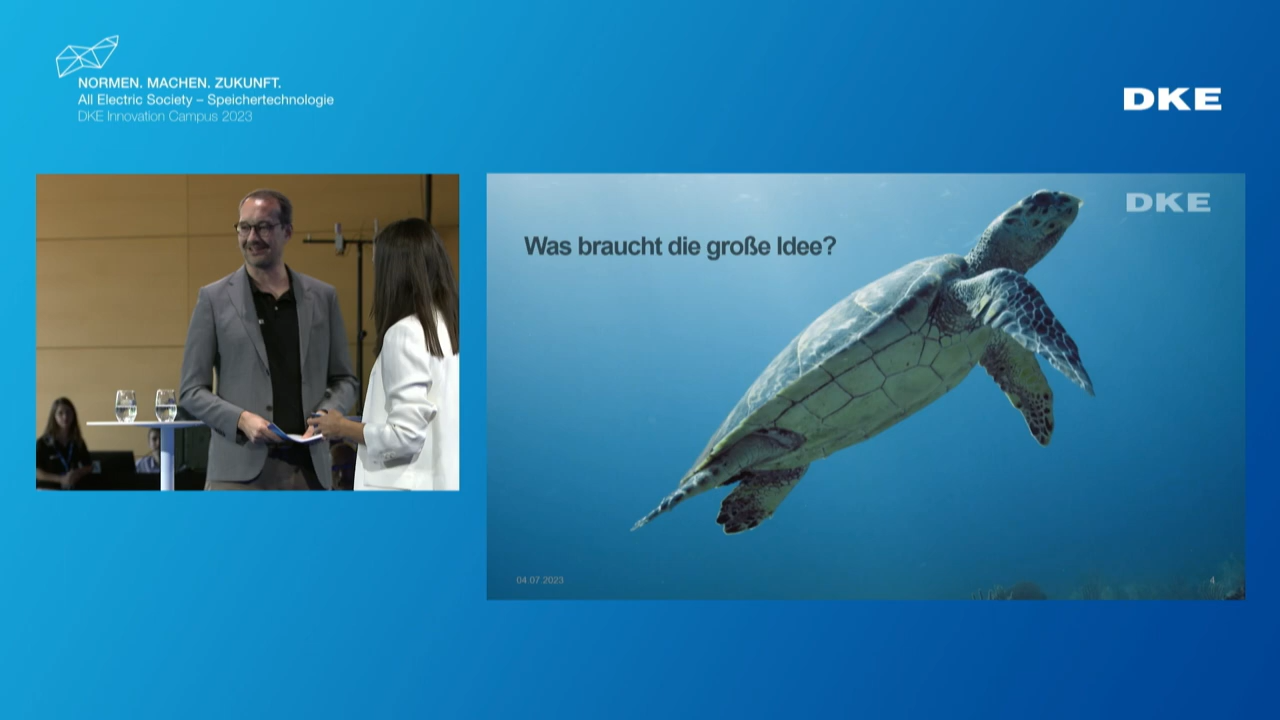 NORMEN. MACHEN. ZUKUNFT.
All Electric Society – Speichertechnologie
DKE Innovation Campus 2023
DKE
DKE
Was braucht die große Idee?
04.07.2023
4